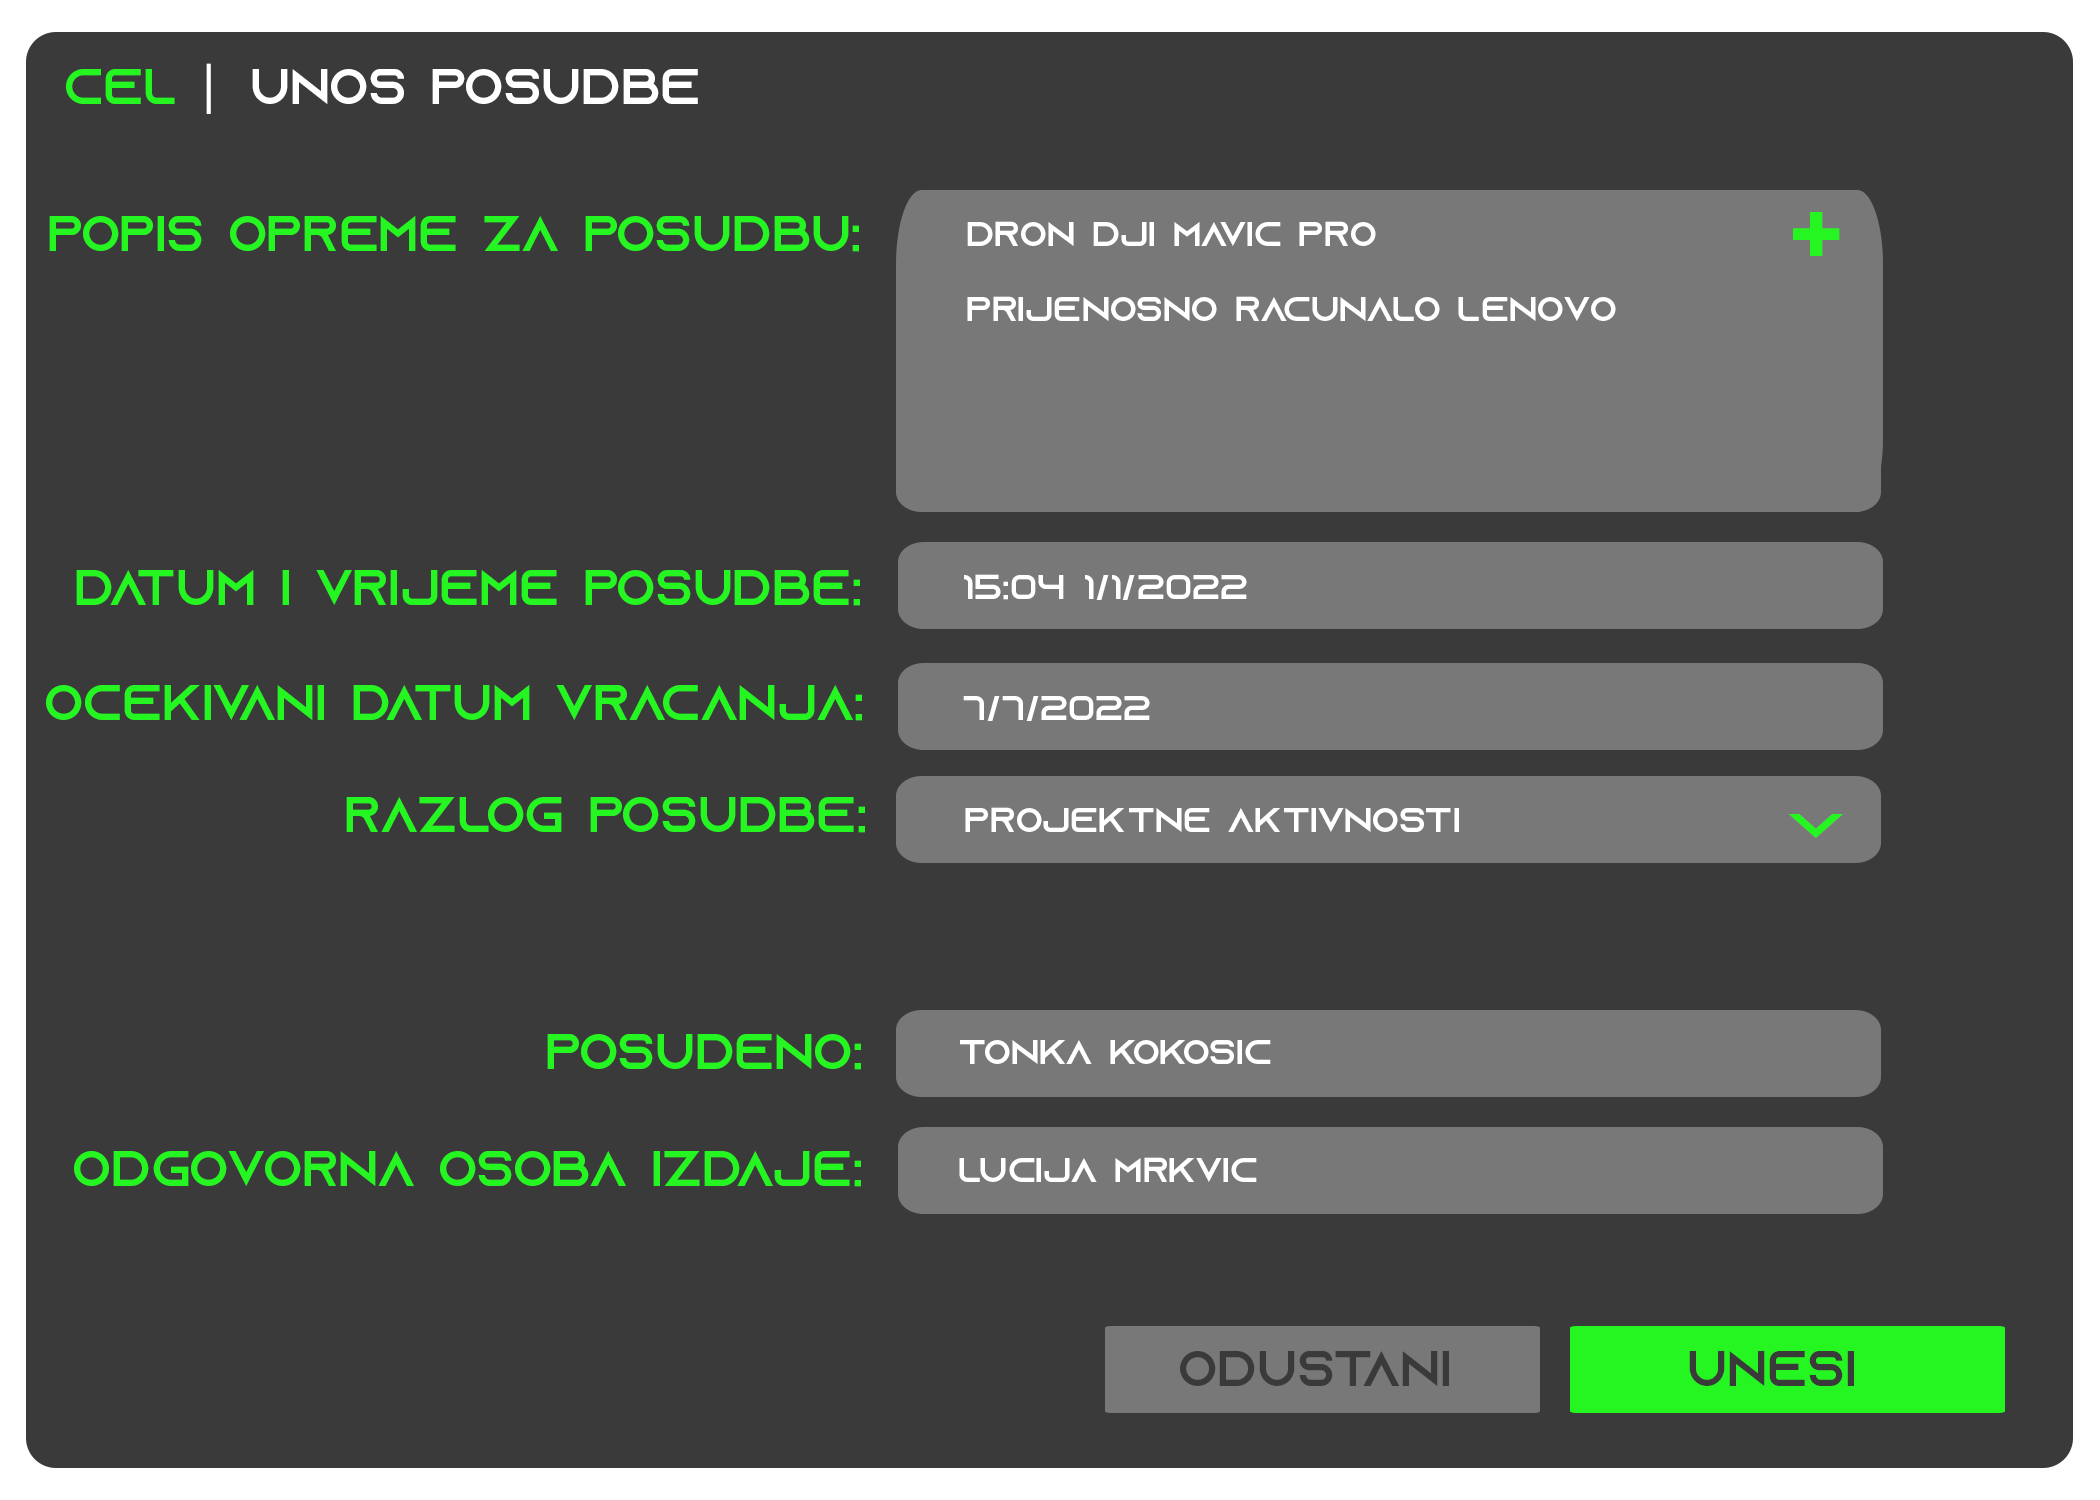 CEL | UNOS POSUDBE
POPIS OPREME ZA POSUDBU:
DRON DJI MAVIC PRO
PRIJENOSNO RACUNALO LENOVO
DATUM I VRIJEME POSUDBE:
15:04 1/1/2022
OCEKIVANI DATUM VRACANJA:
7/7/2022
RAZLOG POSUDBE:
PROJEKTNE AKTIVNOSTI
POSUDENO:
TONKA KOKOSIC
ODGOVORNA OSOBA IZDAJE:
LUCIJA MRKVIC
ODUSTANI
UNESI